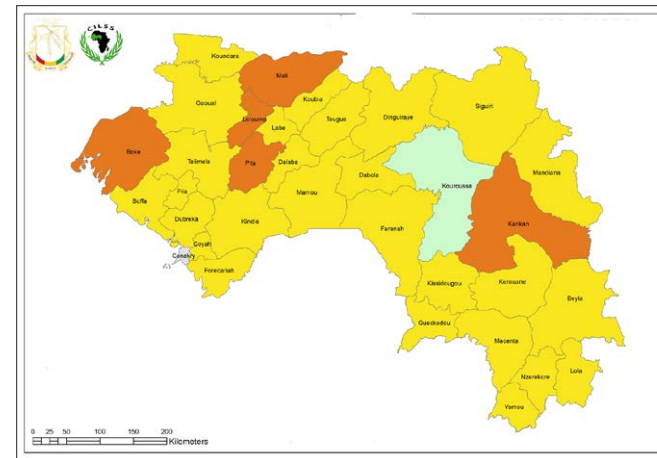 CILSS
Koundara
Mali
Gaoual
Koubia
Siguiri
Lelouma
Labe
Tougue
Dinguiraye
Boke
Telimele
Pita
Dalaba
Mandiana
Dabola
Kouroussa
Fria
Mamou
Boffa
Dubreka
Kindia
Kankan
Faranah
Coyah
Conakry
Forecariah
Kissidougou
Kerouane
Beyla
Gueckedou
Macenta
Nzerekore
Lola
Yomou
0 25 50 100 150 200
Kilometers